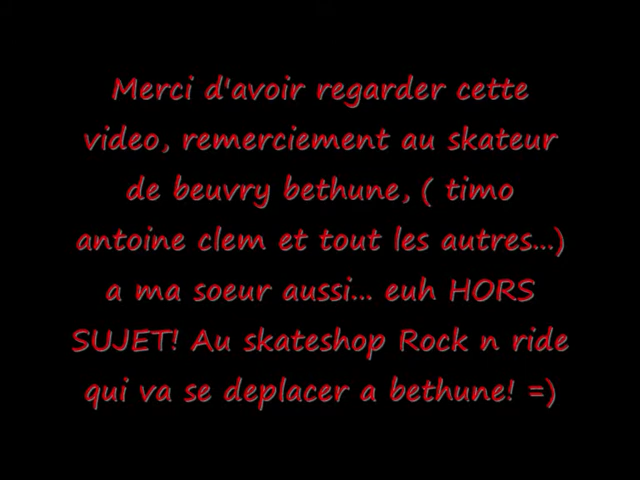 Merci d'avoir regarder cette
video, remerciement au skateur
de beuvry bethune, ( timo
antoine clem et tout les autres...)
a ma soeur aussi... euh HORS
SUJET! Au skateshop Rock n ride
qui va se deplacer a bethune! =)